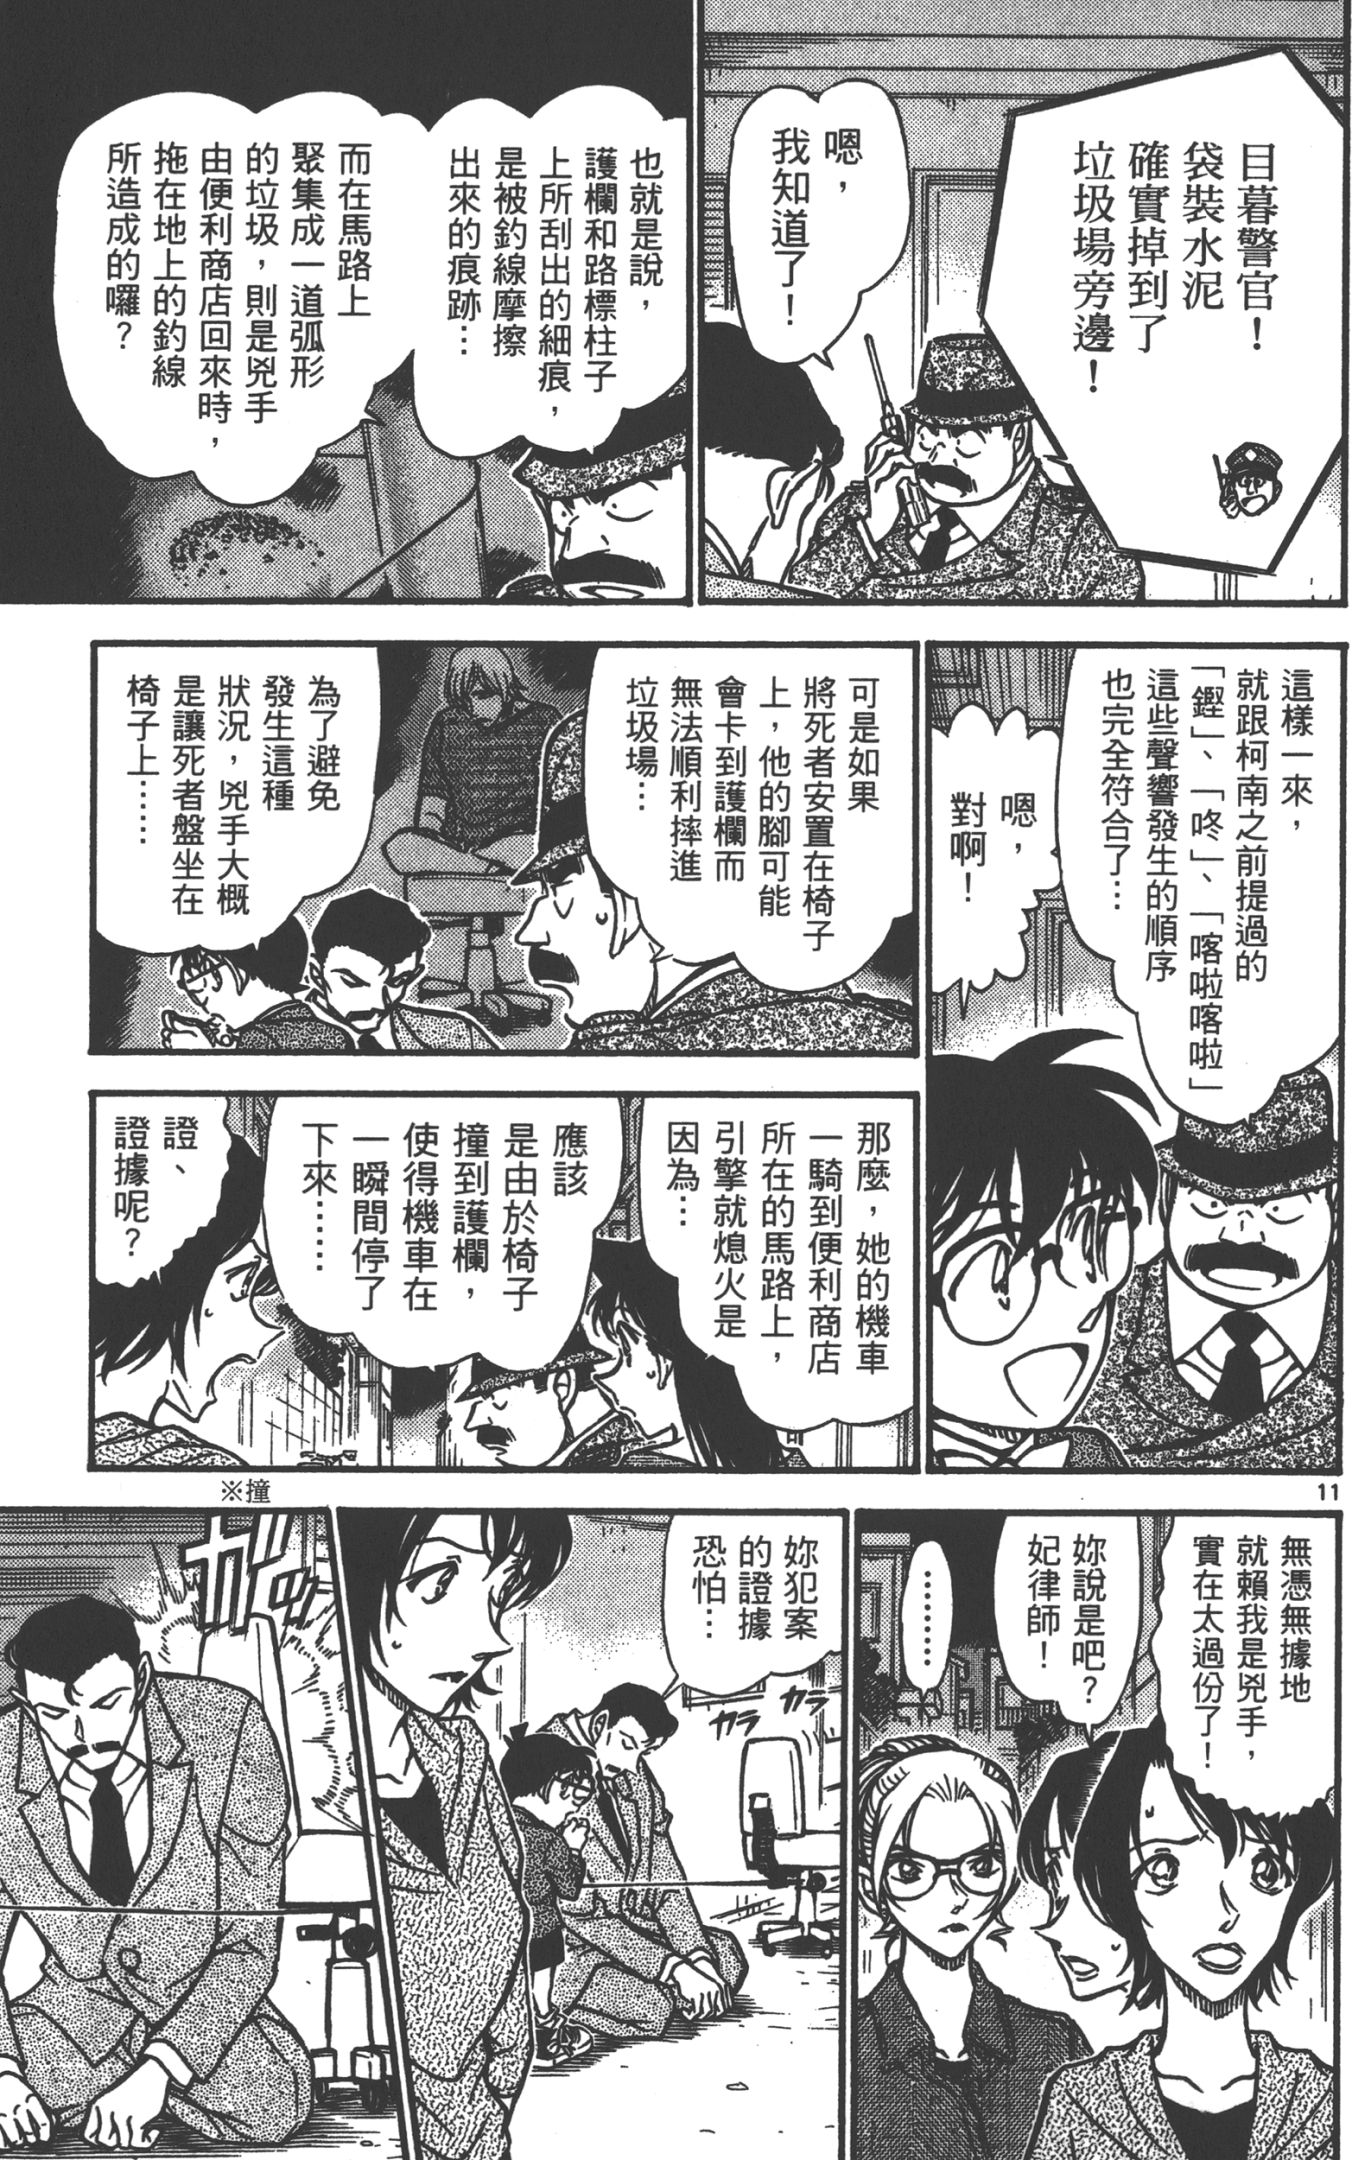 目暮警官！
袋裝水泥
確實掉到了
垃圾場旁邊！
嗯，
我知道了！
也就是說，
護欄和路標柱子
上所刮出的細痕，
是被釣線摩擦
出來的痕跡…
而在馬路上
聚集成一道弧形
的垃圾，則是兇手
由便利商店回來時，
拖在地上的釣線
所造成的囉？
這樣一來，
就跟柯南之前提過的
「鏗」、「咚」、「喀啦喀啦」
這些聲響發生的順序
也完全符合了…
嗯，
對啊！
可是如果
將死者安置在椅子
上，他的腳可能
會卡到護欄而
無法順利摔進
垃圾場…
為了避免
發生這種
狀況，兇手大概
是讓死者盤坐在
椅子上……
那麼，她的機車
一騎到便利商店
所在的馬路上，
引擎就熄火是
因為…
應該
是由於椅子
撞到護欄，
使得機車在
一瞬間停了
下來……
證、
證據呢？
11
無憑無據地
就賴我是兇手，
實在太過份了！
妳說是吧？
妃律師！
………
妳犯案
的證據
恐怕…
カラ
カラ
※撞
ガッ